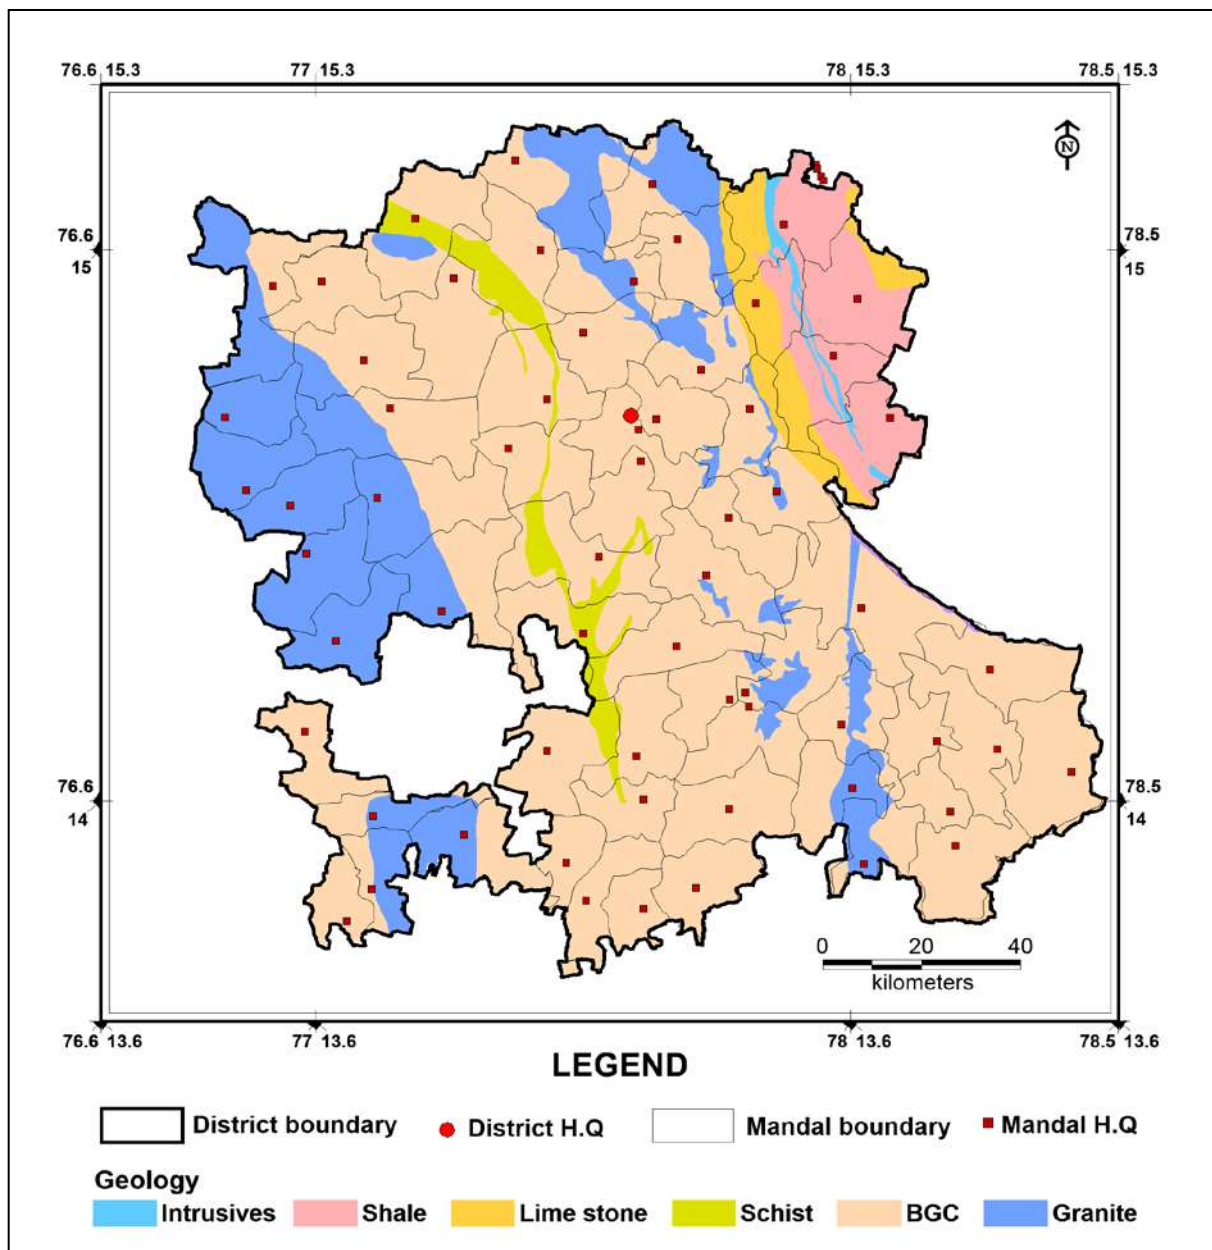 76.6 15.3 77 15.3 78 15.3 78.5 15.3
N
76.6 78.5
15 15
76.6 78.5
14 14
0 20 40
kilometers
76.6 13.6 77 13.6 78 13.6 78.5 13.6
LEGEND
District boundary District H.Q Mandal boundary Mandal H.Q
Geology
Intrusives Shale Lime stone Schist BGC Granite